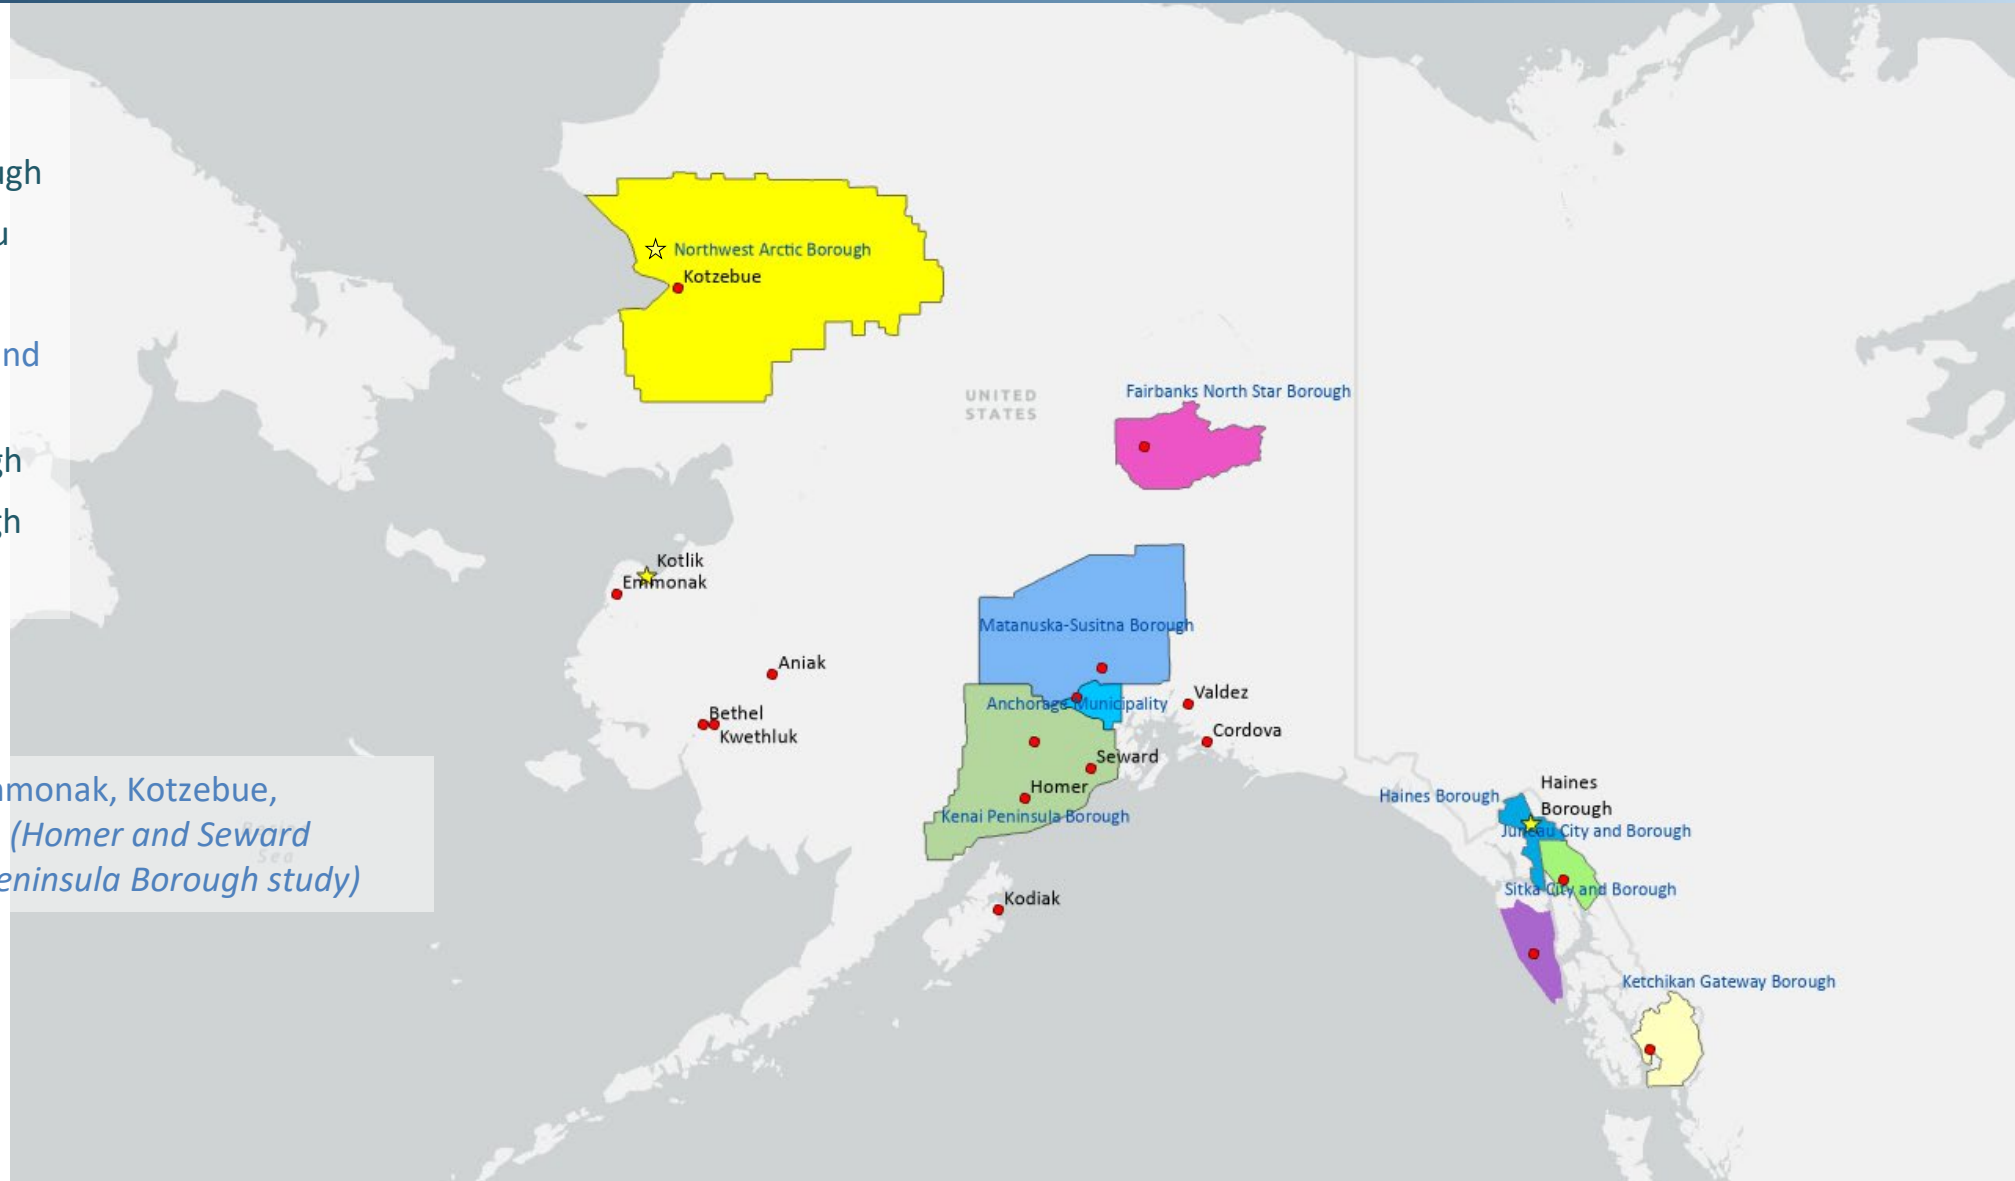 ugh
u
nd
gh
gh
Northwest Arctic Borough
Kotzebue
UNITED
STATES
Fairbanks North Star Borough
Kotlik
Emmonak
Matanuska-Susitna Borough
Aniak
Anchorage Municipality
Valdez
Bethel
Kwethluk
Cordova
Seward
Homer
Kenai Peninsula Borough
Haines
Borough
Haines Borough
Juneau City and Borough
Sitka City and Borough
Kodiak
Ketchikan Gateway Borough
monak, Kotzebue,
(Homer and Seward
Sea
eninsula Borough study)